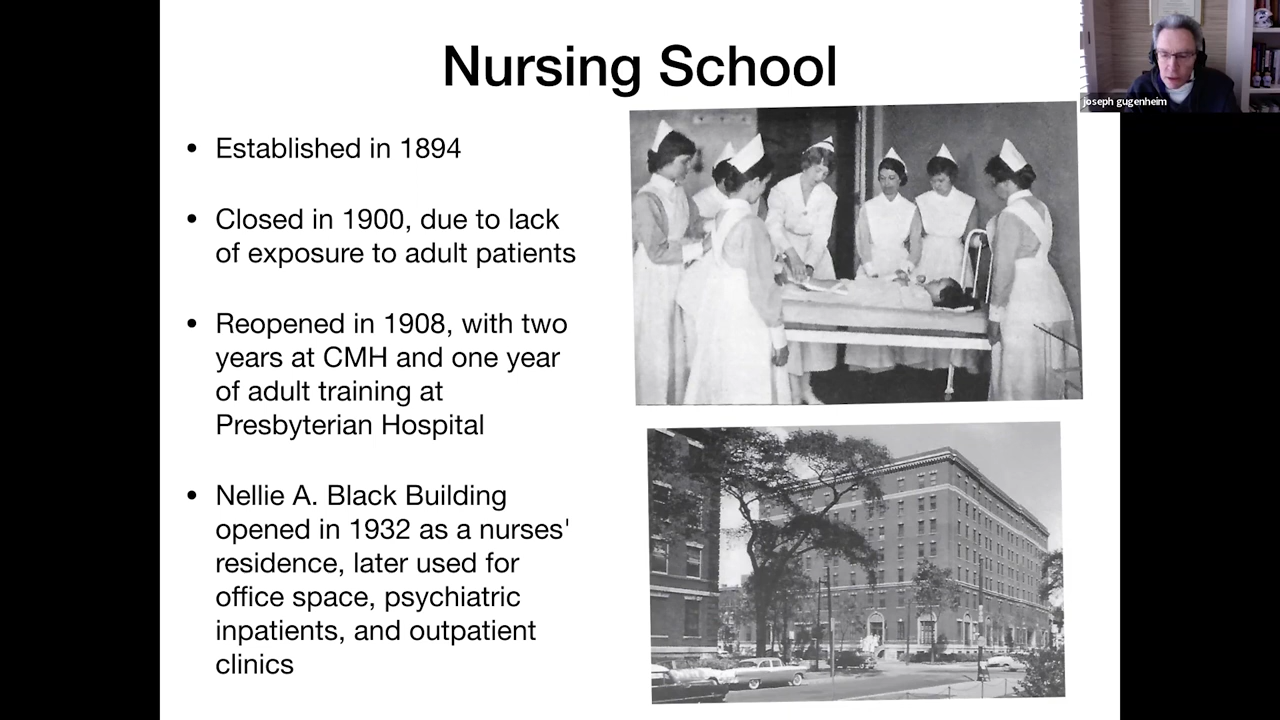 Nursing School
joseph gugenheim
• Established in 1894
• Closed in 1900, due to lack
of exposure to adult patients
• Reopened in 1908, with two
years at CMH and one year
of adult training at
Presbyterian Hospital
• Nellie A. Black Building
opened in 1932 as a nurses'
residence, later used for
office space, psychiatric
inpatients, and outpatient
clinics